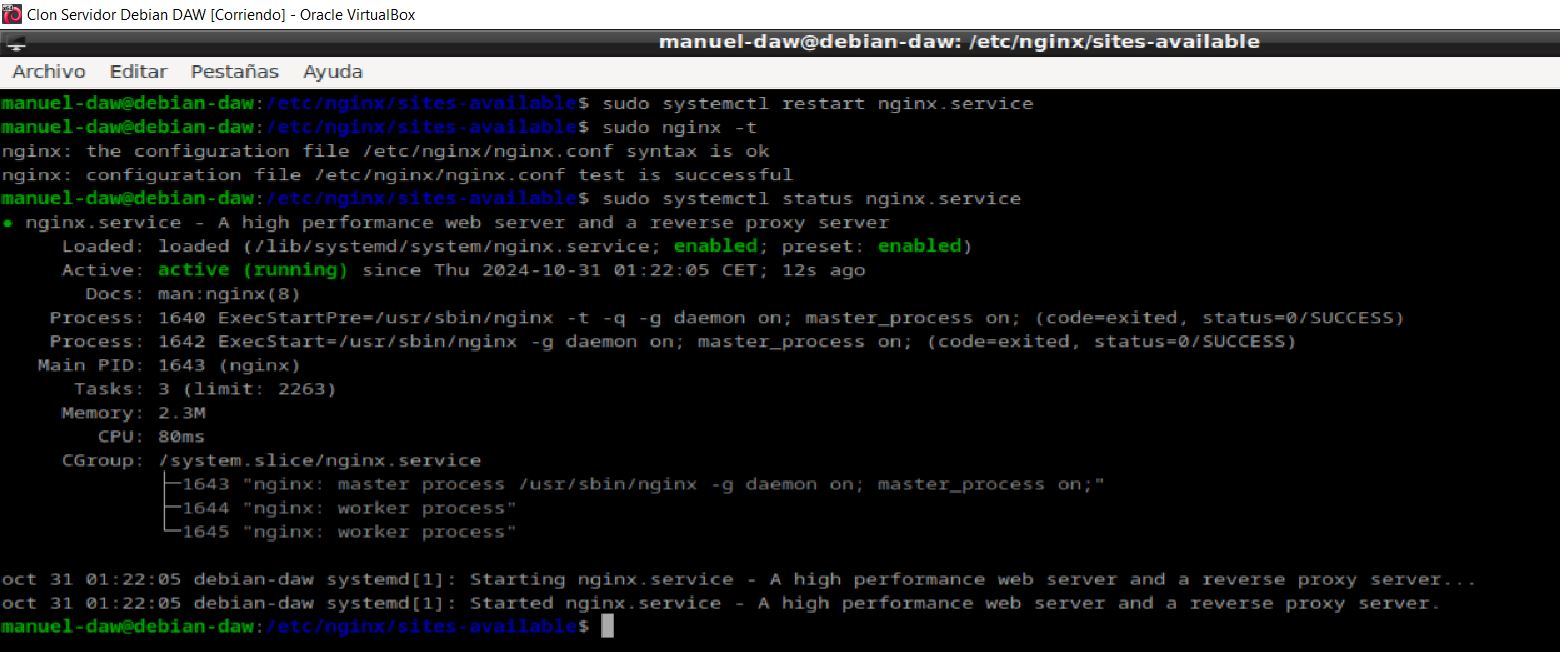 Clon Servidor Debian DAW [Corriendo] - Oracle VirtualBox
manuel-daw@debian-daw: /etc/nginx/sites-available
Archivo Editar Pestañas Ayuda
manuel-daw@debian-daw:/etc/nginx/sites-available$ sudo systemctl restart nginx.service
manuel-daw@debian-daw:/etc/nginx/sites-available$ sudo nginx -t
nginx: the configuration file /etc/nginx/nginx.conf syntax is ok
nginx: configuration file /etc/nginx/nginx.conf test is successful
manuel-daw@debian-daw:/etc/nginx/sites-available$ sudo systemctl status nginx.service
● nginx.service - A high performance web server and a reverse proxy server
     Loaded: loaded (/lib/systemd/system/nginx.service; enabled; preset: enabled)
     Active: active (running) since Thu 2024-10-31 01:22:05 CET; 12s ago
       Docs: man:nginx(8)
    Process: 1640 ExecStartPre=/usr/sbin/nginx -t -q -g daemon on; master_process on; (code=exited, status=0/SUCCESS)
    Process: 1642 ExecStart=/usr/sbin/nginx -g daemon on; master_process on; (code=exited, status=0/SUCCESS)
   Main PID: 1643 (nginx)
      Tasks: 3 (limit: 2263)
     Memory: 2.3M
        CPU: 80ms
     CGroup: /system.slice/nginx.service
             ├─1643 "nginx: master process /usr/sbin/nginx -g daemon on; master_process on;"
             ├─1644 "nginx: worker process"
             └─1645 "nginx: worker process"
oct 31 01:22:05 debian-daw systemd[1]: Starting nginx.service - A high performance web server and a reverse proxy server...
oct 31 01:22:05 debian-daw systemd[1]: Started nginx.service - A high performance web server and a reverse proxy server.
manuel-daw@debian-daw:/etc/nginx/sites-available$